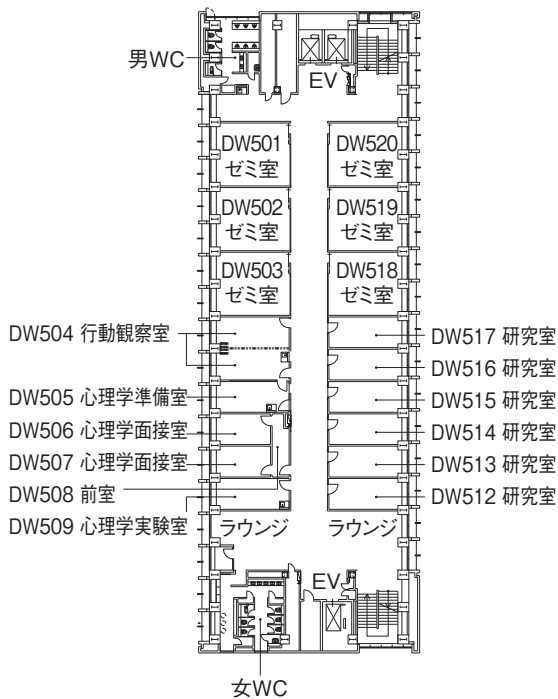 男WC
EV
DW501
ゼミ室
DW520
ゼミ室
DW502
ゼミ室
DW519
ゼミ室
DW503
ゼミ室
DW518
ゼミ室
DW504 行動観察室
DW517 研究室
DW516 研究室
DW505 心理学準備室
DW515 研究室
DW506 心理学面接室
DW514 研究室
DW507 心理学面接室
DW513 研究室
DW508 前室
DW512 研究室
DW509 心理学実験室
ラウンジ
ラウンジ
EV
女WC